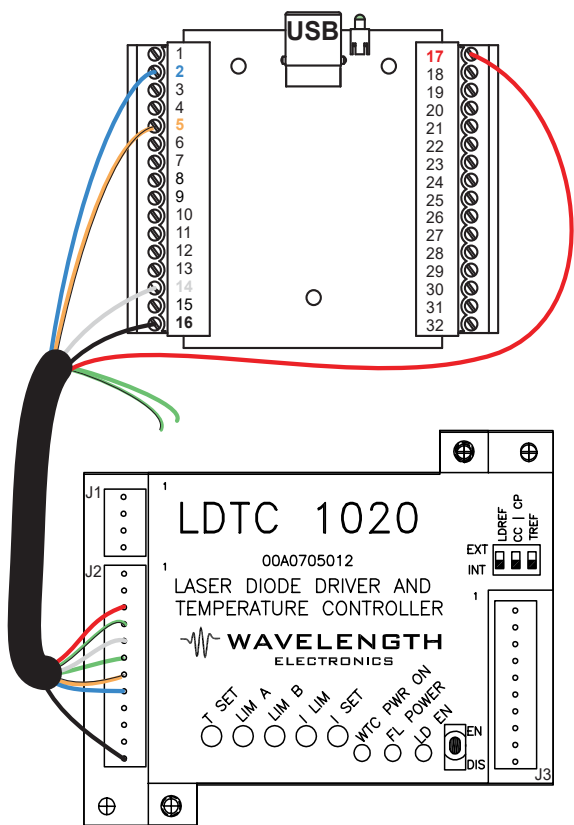 USB
1
2
3
4
5
6
7
8
9
10
11
12
13
14
15
16
17
18
19
20
21
22
23
24
25
26
27
28
29
30
31
32
J1
1
J2
1
LDTC 1020
00A0705012
LASER DIODE DRIVER AND
TEMPERATURE CONTROLLER
WAVELENGTH
ELECTRONICS
LDREF
CC | CP
TREF
EXT
INT
1
T SET
LIM A
LIM B
I LIM
I SET
WTC PWR ON
FL POWER
LD EN
EN
DIS
J3